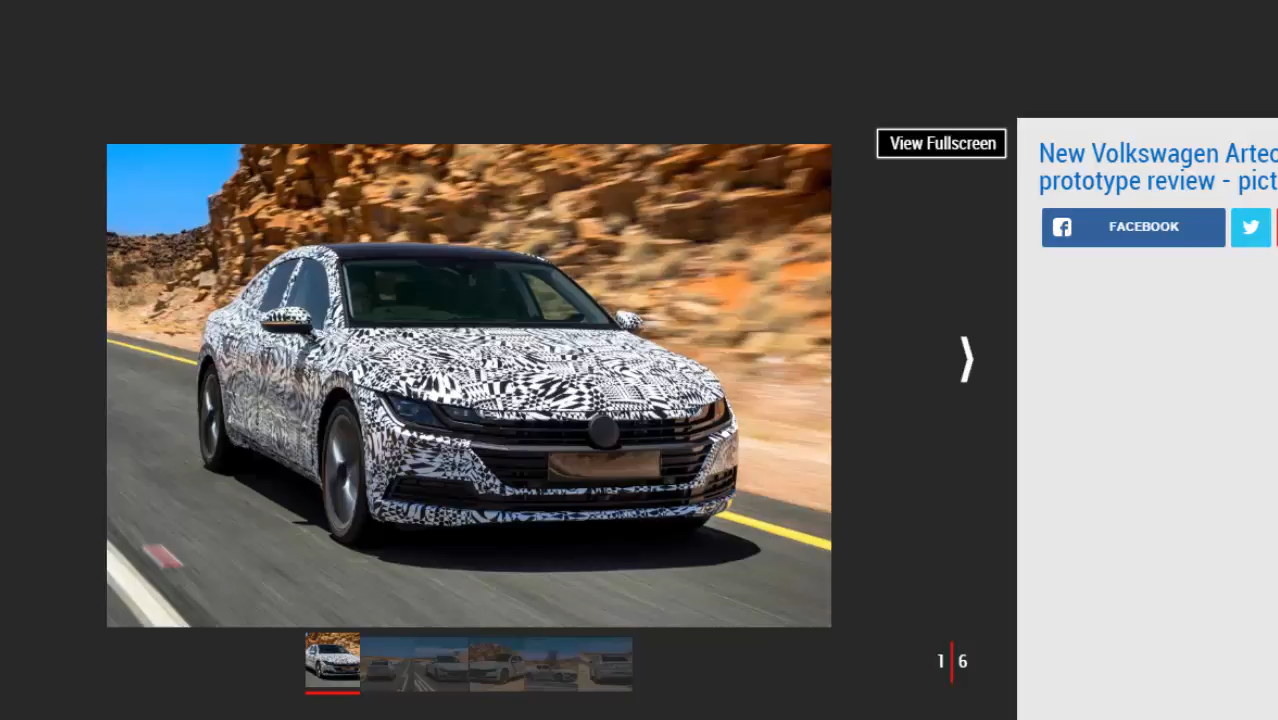 View Fullscreen
New Volkswagen Arteo
prototype review - pict
FACEBOOK
1 6